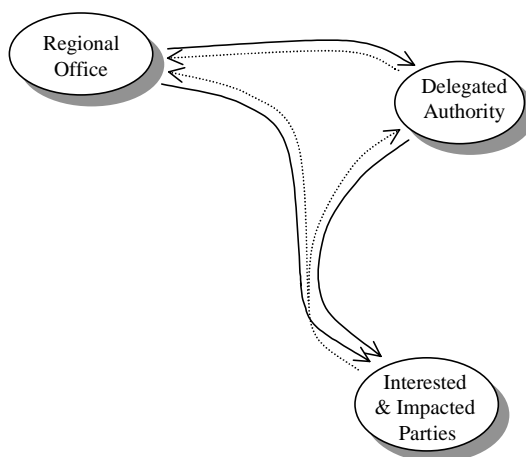 Regional
Office
Delegated
Authority
Interested
& Impacted
Parties